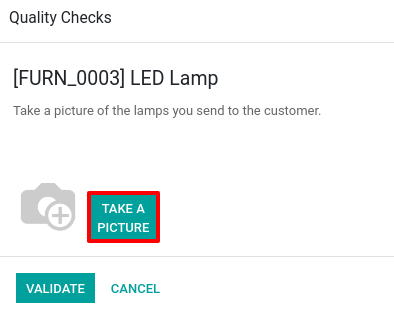 Quality Checks
[FURN_0003] LED Lamp
Take a picture of the lamps you send to the customer.
TAKE A
PICTURE
VALIDATE CANCEL